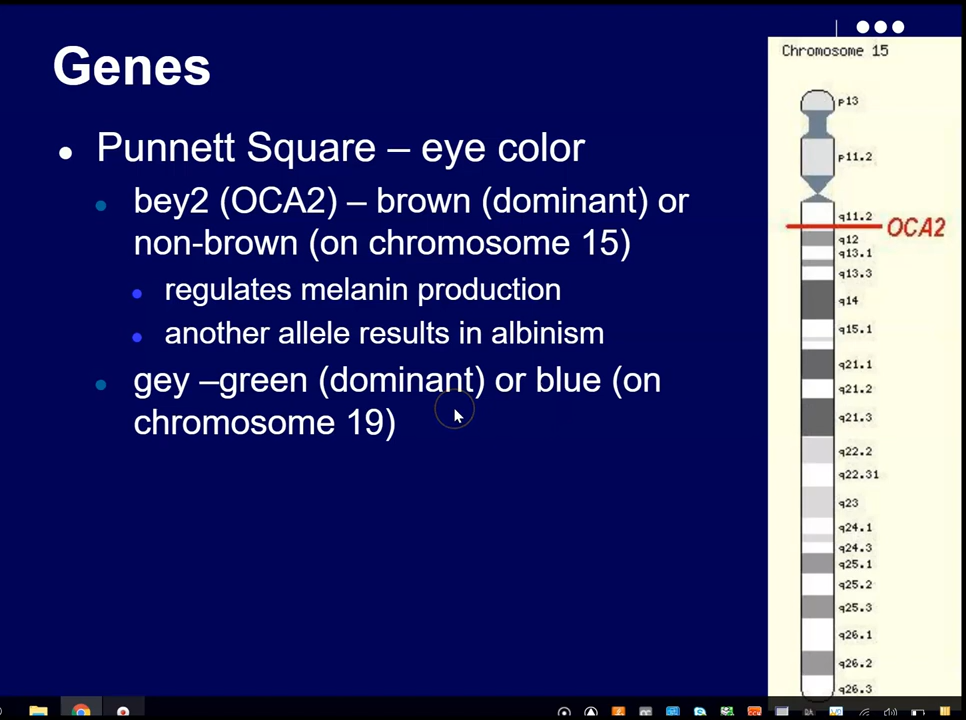 Genes
● Punnett Square – eye color
● bey2 (OCA2) – brown (dominant) or
non-brown (on chromosome 15)
● regulates melanin production
● another allele results in albinism
● gey –green (dominant) or blue (on
chromosome 19)
Chromosome 15
p13
p11.2
q11.2
OCA2
q12
q13.1
q13.3
q14
q15.1
q21.1
q21.2
q21.3
q22.2
q22.31
q23
q24.1
q24.3
q25.1
q25.2
q25.3
q26.1
q26.2
q26.3